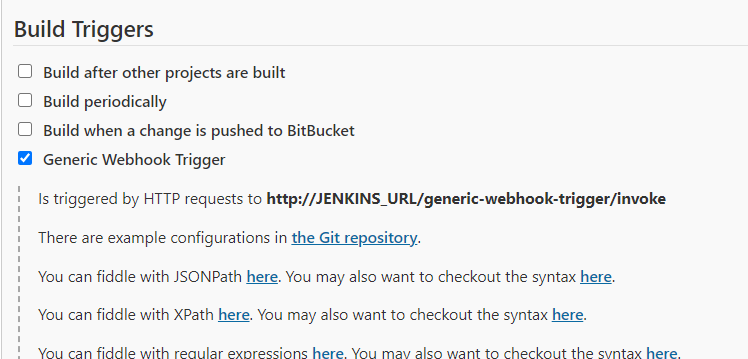 Build Triggers
Build after other projects are built
Build periodically
Build when a change is pushed to BitBucket
Generic Webhook Trigger
Is triggered by HTTP requests to http://JENKINS_URL/generic-webhook-trigger/invoke
There are example configurations in the Git repository.
You can fiddle with JSONPath here. You may also want to checkout the syntax here.
You can fiddle with XPath here. You may also want to checkout the syntax here.
You can fiddle with regular expressions here. You may also want to checkout the syntax here.